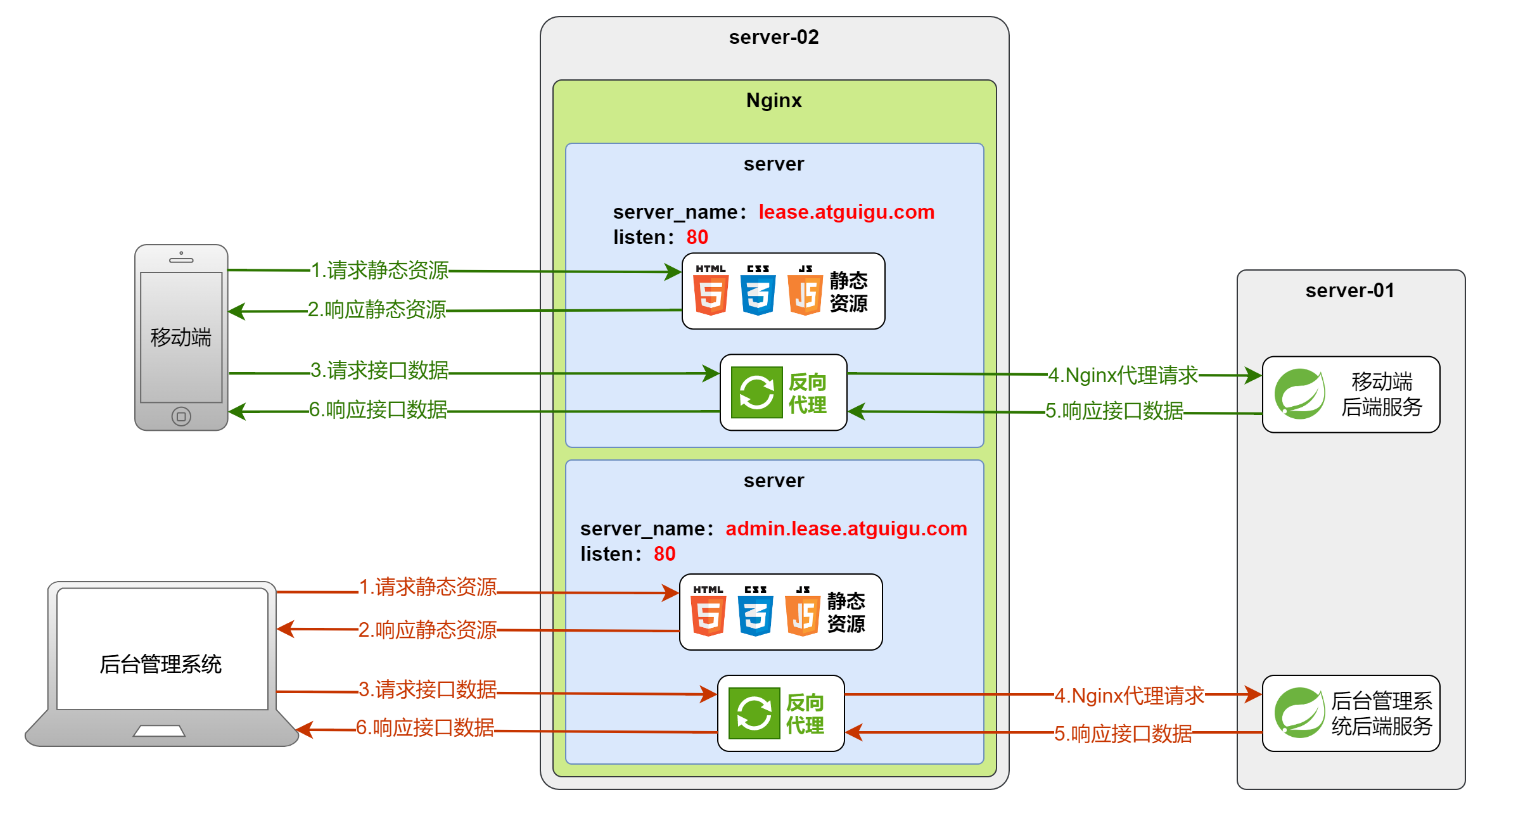 server-02
Nginx
server
server_name：lease.atguigu.com
listen：80
HTML
CSS
JS
静态
资源
1.请求静态资源
2.响应静态资源
移动端
3.请求接口数据
6.响应接口数据
反向
代理
4.Nginx代理请求
5.响应接口数据
server-01
移动端
后端服务
server
server_name：admin.lease.atguigu.com
listen：80
HTML
CSS
JS
静态
资源
1.请求静态资源
2.响应静态资源
后台管理系统
3.请求接口数据
6.响应接口数据
反向
代理
4.Nginx代理请求
5.响应接口数据
后台管理系
统后端服务